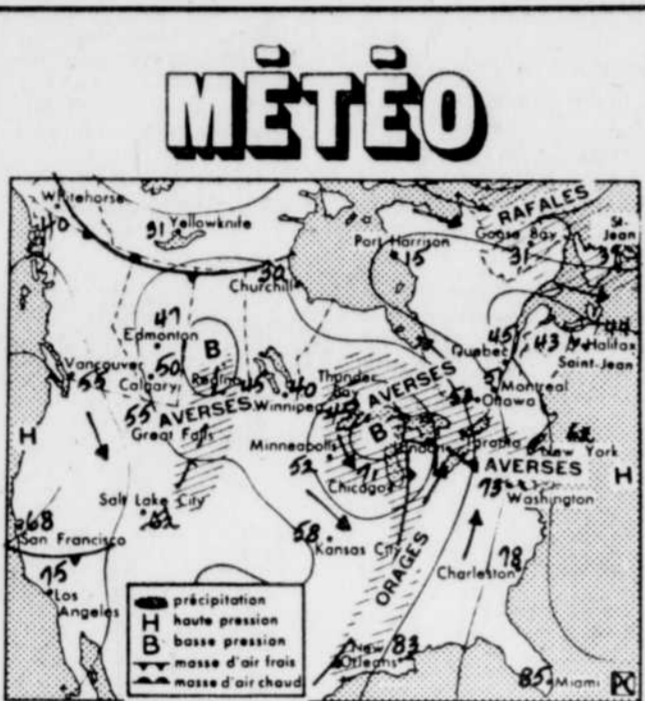 MÉTÉO
Whitehorse
40
31 Yellowknife
RAFALES
Goose Bay
31
St-Jean
Port Harrison
15
30
Churchill
47
Edmonton
B
Vancouver
55
50
Calgary
Regina
45
40
Winnipeg
Thunder Bay
AVERSES
Quebec
45
43
44
Halifax
Saint-Jean
Montreal
Ottawa
55
AVERSES
Great Falls
Minneapolis
52
B
71
Chicago
New York
AVERSES
73
Washington
H
H
Salt Lake City
62
68
San Francisco
58
Kansas City
ORAGES
78
Charleston
75
Los Angeles
83
New Orleans
85
Miami
PC
précipitation
H haute pression
B basse pression
masse d'air frais
masse d'air chaud